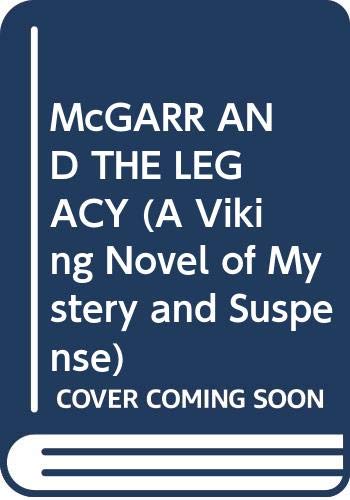 McGARR AN
D THE LEG
ACY (A Viki
ng Novel of My
stery and Suspe
nse)
COVER COMING SOON